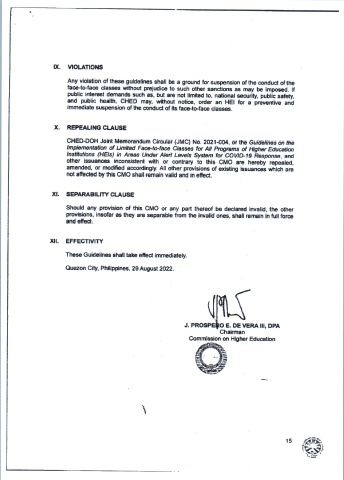 IX. VIOLATIONS
Any violation of these guidelines shall be a ground for suspension of the conduct of the
face-to-face classes without prejudice to such other sanctions as may be imposed. If
public interest demands such as, but are not limited to, national security, public safety,
and public health, CHED may, without notice, order an HEI for a preventive and
immediate suspension of the conduct of its face-to-face classes.
X. REPEALING CLAUSE
CHED-DOH Joint Memorandum Circular (JMC) No. 2021-004, or the Guidelines on the
Implementation of Limited Face-to-face Classes for All Programs of Higher Education
Institutions (HEIs) in Areas Under Alert Levels System for COVID-19 Response, and
other issuances inconsistent with or contrary to this CMO are hereby repealed,
amended, or modified accordingly. All other provisions of existing issuances which are
not affected by this CMO shall remain valid and in effect.
XI. SEPARABILITY CLAUSE
Should any provision of this CMO or any part thereof be declared invalid, the other
provisions, insofar as they are separable from the invalid ones, shall remain in full force
and effect.
XII. EFFECTIVITY
These Guidelines shall take effect immediately.
Quezon City, Philippines, 29 August 2022.
J. PROSPERO E. DE VERA III, DPA
Chairman
Commission on Higher Education
15